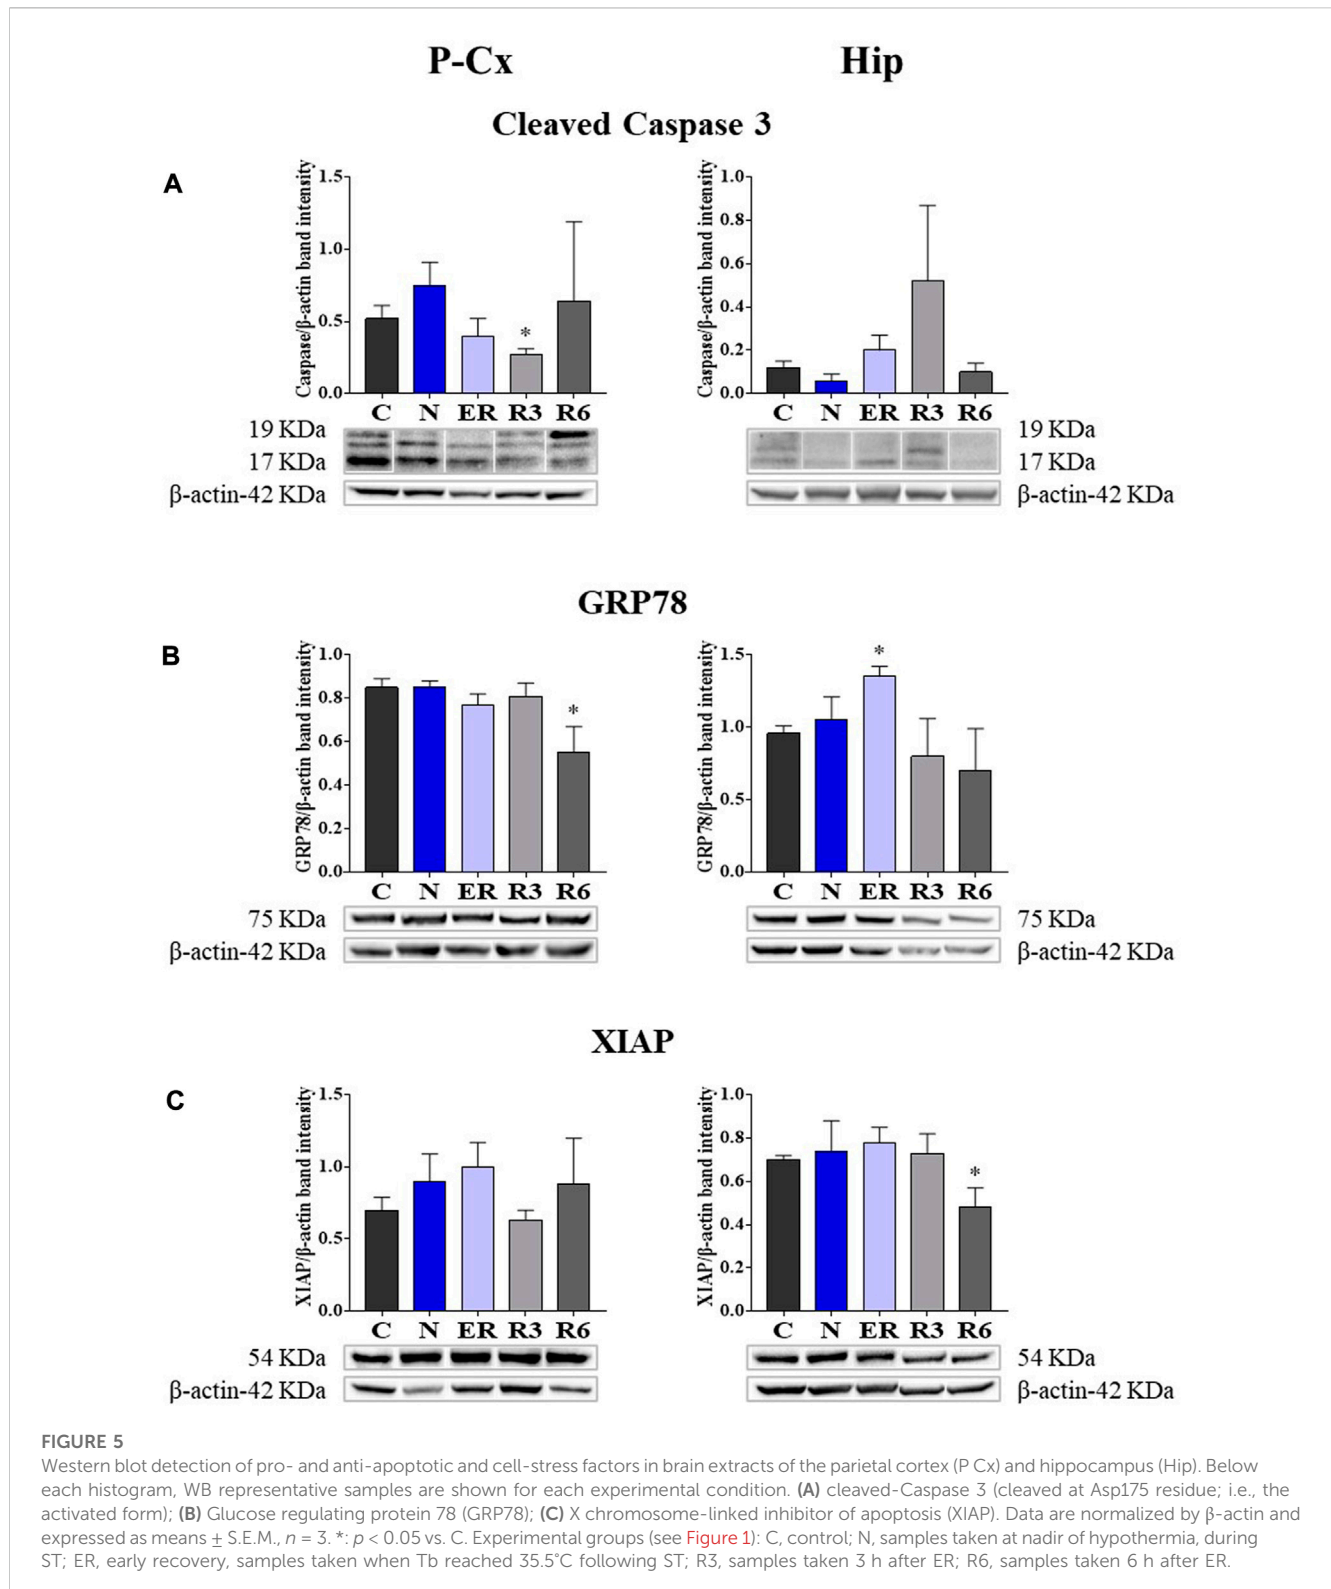 P-Cx Hip
Cleaved Caspase 3
A
Caspase/β-actin band intensity
1.5
1.0
0.5
0.0
*
C N ER R3 R6
19 KDa
17 KDa
β-actin-42 KDa
Caspase/β-actin band intensity
1.0
0.8
0.6
0.4
0.2
0.0
C N ER R3 R6
19 KDa
17 KDa
β-actin-42 KDa
GRP78
B
GRP78/β-actin band intensity
1.0
0.8
0.6
0.4
0.2
0.0
*
C N ER R3 R6
75 KDa
β-actin-42 KDa
GRP78/β-actin band intensity
1.5
1.0
0.5
0.0
*
C N ER R3 R6
75 KDa
β-actin-42 KDa
XIAP
C
XIAP/β-actin band intensity
1.5
1.0
0.5
0.0
C N ER R3 R6
54 KDa
β-actin-42 KDa
XIAP/β-actin band intensity
1.0
0.8
0.6
0.4
0.2
0.0
*
C N ER R3 R6
54 KDa
β-actin-42 KDa
FIGURE 5
Western blot detection of pro- and anti-apoptotic and cell-stress factors in brain extracts of the parietal cortex (P Cx) and hippocampus (Hip). Below
each histogram, WB representative samples are shown for each experimental condition. (A) cleaved-Caspase 3 (cleaved at Asp175 residue; i.e., the
activated form); (B) Glucose regulating protein 78 (GRP78); (C) X chromosome-linked inhibitor of apoptosis (XIAP). Data are normalized by β-actin and
expressed as means ± S.E.M., n = 3. *: p < 0.05 vs. C. Experimental groups (see Figure 1): C, control; N, samples taken at nadir of hypothermia, during
ST; ER, early recovery, samples taken when Tb reached 35.5°C following ST; R3, samples taken 3 h after ER; R6, samples taken 6 h after ER.